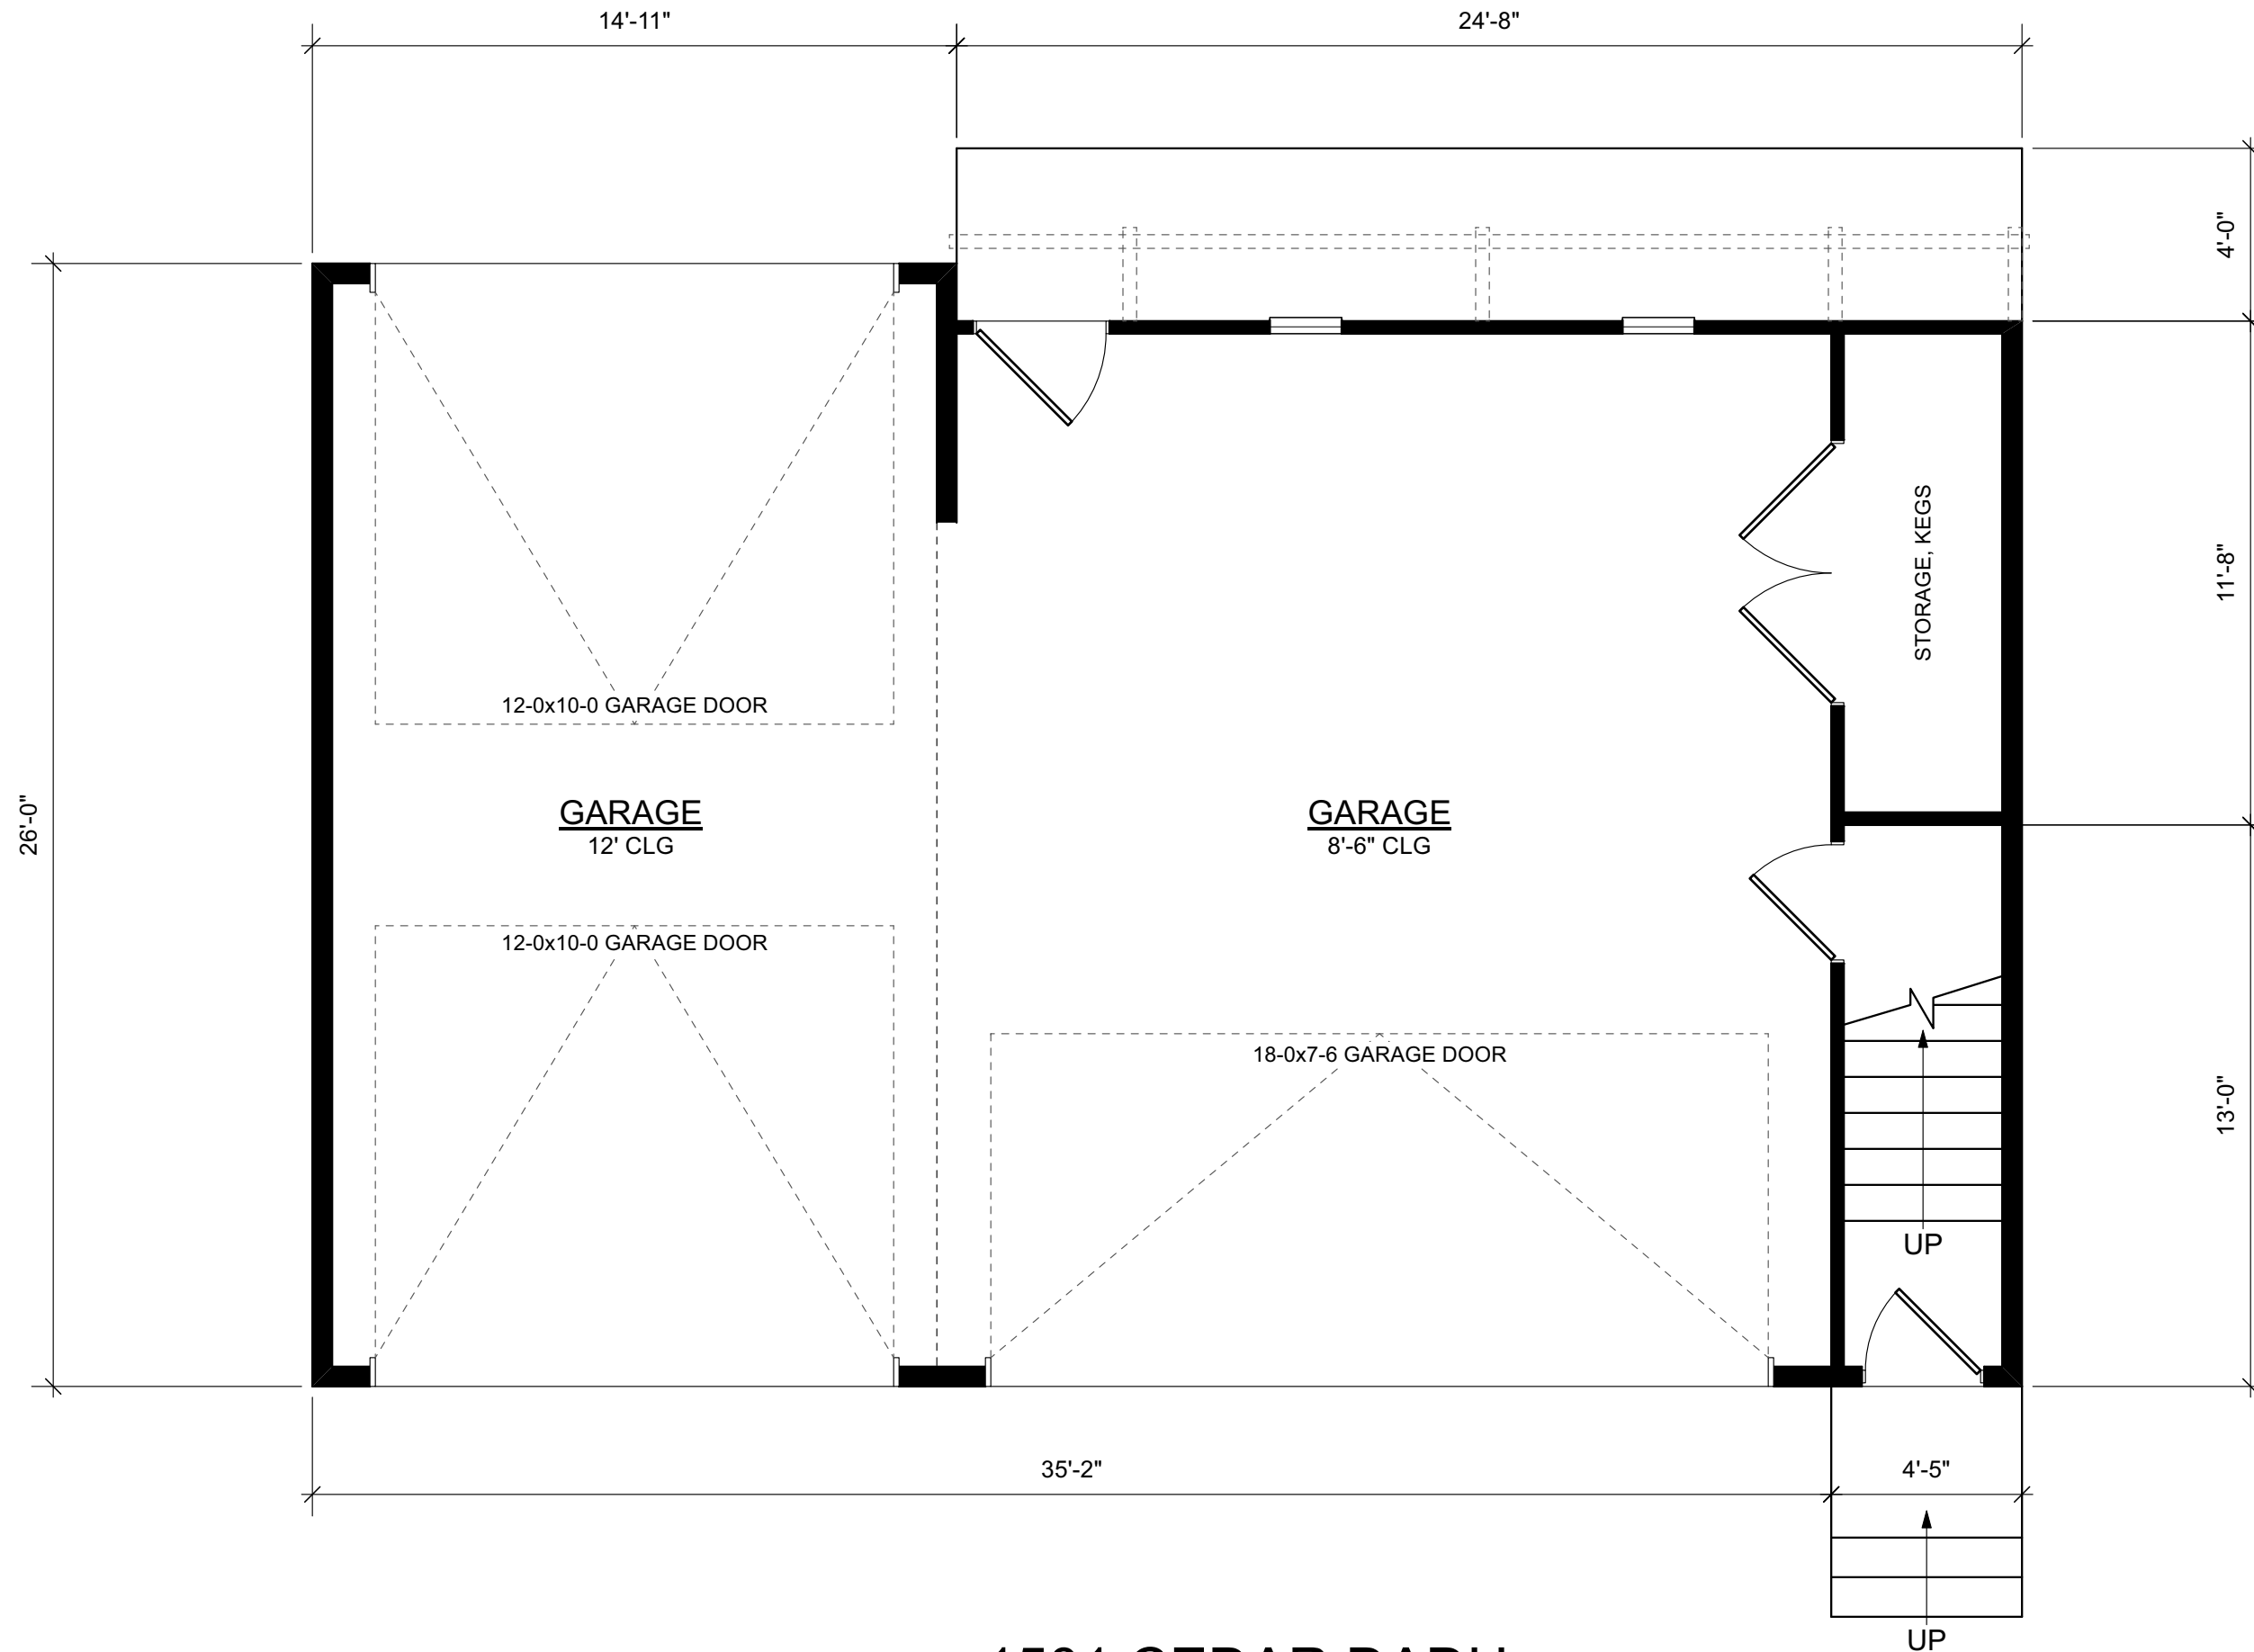 14'-11"
24'-8"
4'-0"
STORAGE, KEGS
11'-8"
12-0x10-0 GARAGE DOOR
GARAGE
12' CLG
GARAGE
8'-6" CLG
26'-0"
12-0x10-0 GARAGE DOOR
18-0x7-6 GARAGE DOOR
13'-0"
UP
35'-2"
4'-5"
UP